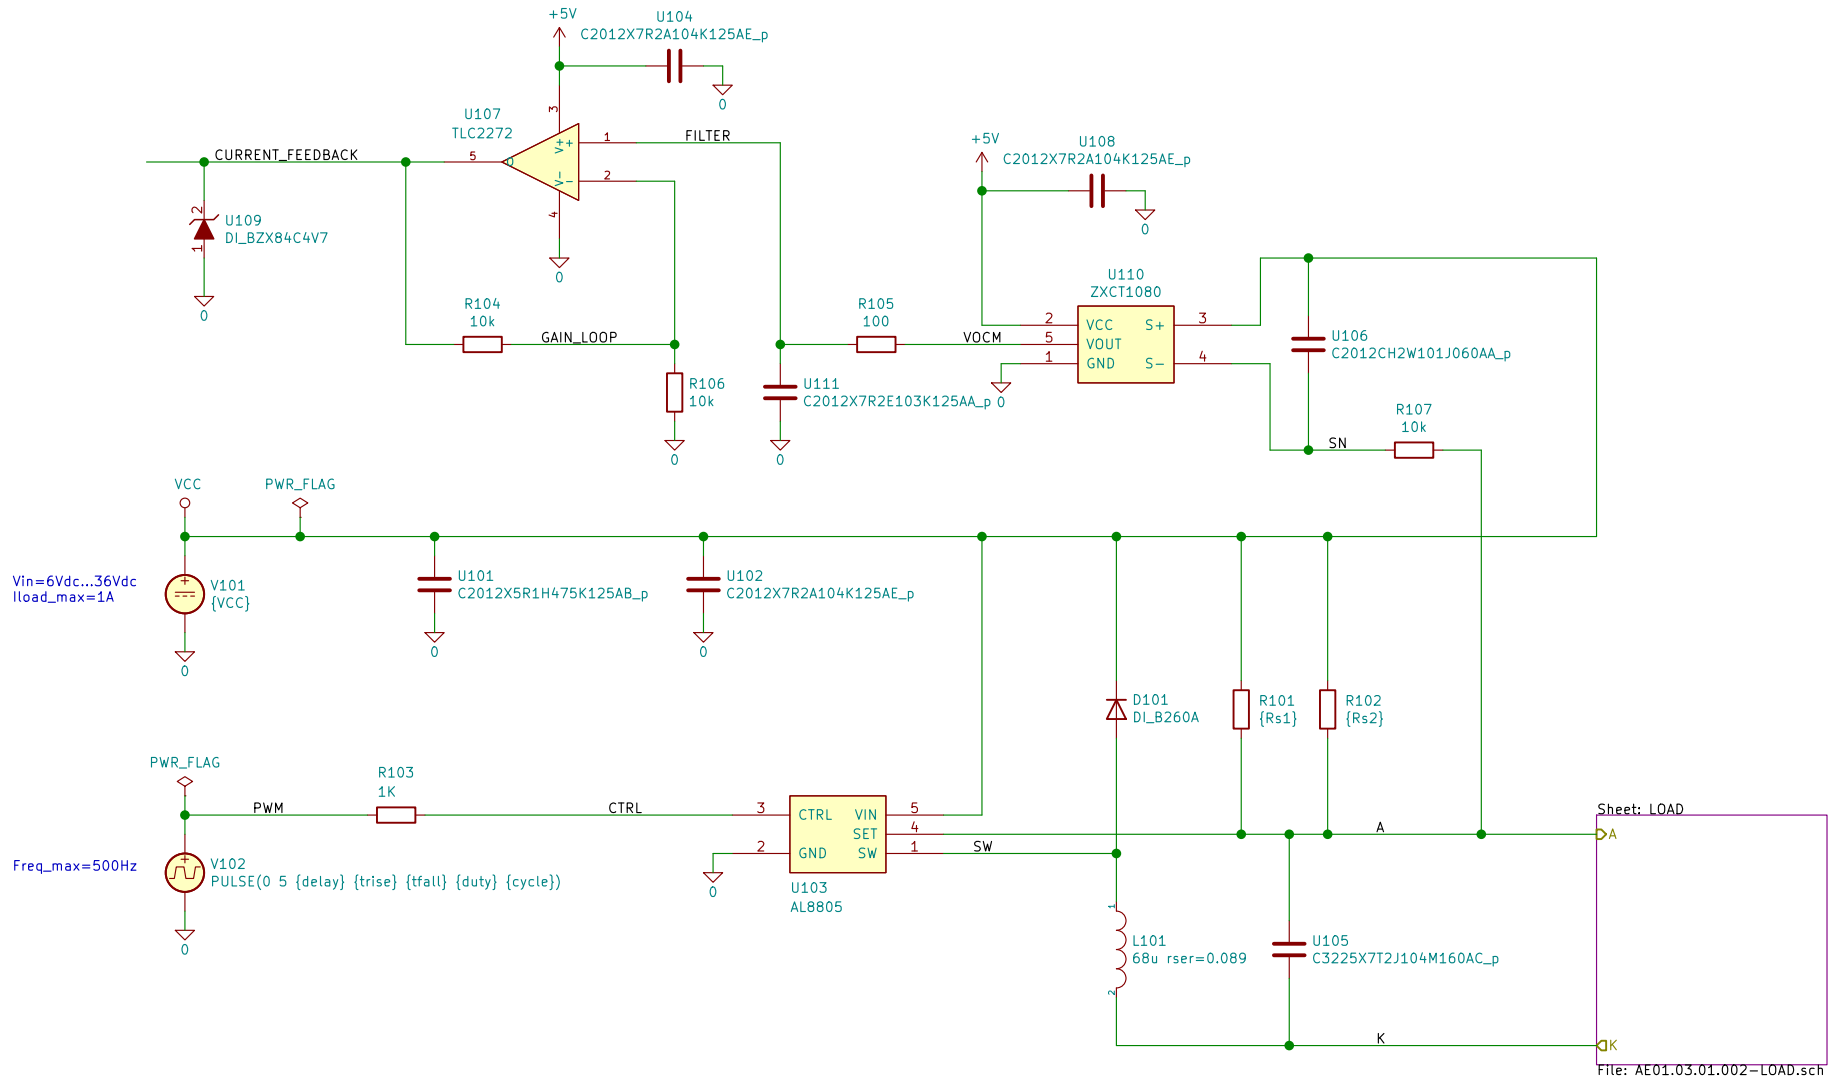 +5V
U104
C2012X7R2A104K125AE_p
0
U107
TLC2272
3
V+
+
1
FILTER
CURRENT_FEEDBACK
5
O
V-
-
2
4
0
2
1
U109
DI_BZX84C4V7
0
R104
10k
GAIN_LOOP
R106
10k
0
+5V
U108
C2012X7R2A104K125AE_p
0
U110
ZXCT1080
2
VCC
S+
3
5
VOUT
1
GND
S-
4
0
R105
100
VOCM
U111
C2012X7R2E103K125AA_p
0
U106
C2012CH2W101J060AA_p
SN
R107
10k
VCC
PWR_FLAG
Vin=6Vdc...36Vdc
Iload_max=1A
+
V101
{VCC}
0
U101
C2012X5R1H475K125AB_p
0
U102
C2012X7R2A104K125AE_p
0
D101
DI_B260A
R101
{Rs1}
R102
{Rs2}
PWR_FLAG
PWM
R103
1K
CTRL
3
CTRL
VIN
5
SET
4
2
GND
SW
1
SW
0
U103
AL8805
Freq_max=500Hz
+
V102
PULSE(0 5 {delay} {trise} {tfall} {duty} {cycle})
0
1
L101
68u rser=0.089
2
U105
C3225X7T2J104M160AC_p
A
K
Sheet: LOAD
A
K
File: AE01.03.01.002-LOAD.sch